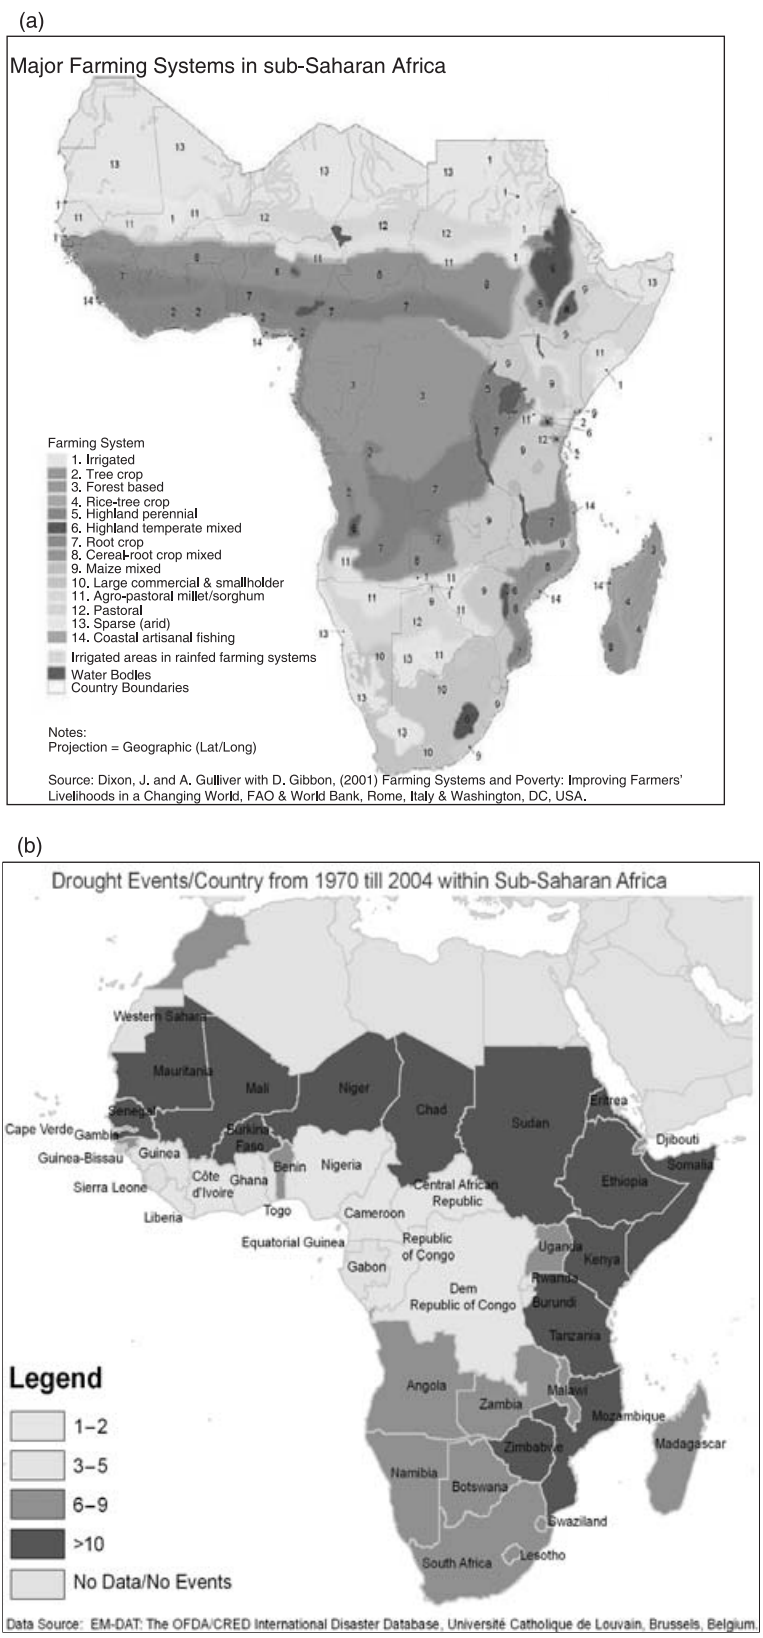 (a)
Major Farming Systems in sub-Saharan Africa
Farming System
1. Irrigated
2. Tree crop
3. Forest based
4. Rice-tree crop
5. Highland perennial
6. Highland temperate mixed
7. Root crop
8. Cereal-root crop mixed
9. Maize mixed
10. Large commercial & smallholder
11. Agro-pastoral millet/sorghum
12. Pastoral
13. Sparse (arid)
14. Coastal artisanal fishing
Irrigated areas in rainfed farming systems
Water Bodies
Country Boundaries
Notes:
Projection = Geographic (Lat/Long)
Source: Dixon, J. and A. Gulliver with D. Gibbon, (2001) Farming Systems and Poverty: Improving Farmers'
Livelihoods in a Changing World, FAO & World Bank, Rome, Italy & Washington, DC, USA.
(b)
Drought Events/Country from 1970 till 2004 within Sub-Saharan Africa
Western Sahara
Mauritania
Mali
Niger
Chad
Sudan
Eritrea
Senegal
Cape Verde
Gambia
Burkina
Faso
Djibouti
Guinea-Bissau
Guinea
Benin
Nigeria
Somalia
Ethiopia
Sierra Leone
Côte
d'Ivoire
Ghana
Central African
Republic
Liberia
Togo
Cameroon
Equatorial Guinea
Republic
of Congo
Uganda
Kenya
Gabon
Rwanda
Dem
Republic of Congo
Burundi
Tanzania
Angola
Zambia
Malawi
Mozambique
Madagascar
Zimbabwe
Namibia
Botswana
Swaziland
South Africa
Lesotho
Legend
1–2
3–5
6–9
>10
No Data/No Events
Data Source: EM-DAT: The OFDA/CRED International Disaster Database, Université Catholique de Louvain, Brussels, Belgium.